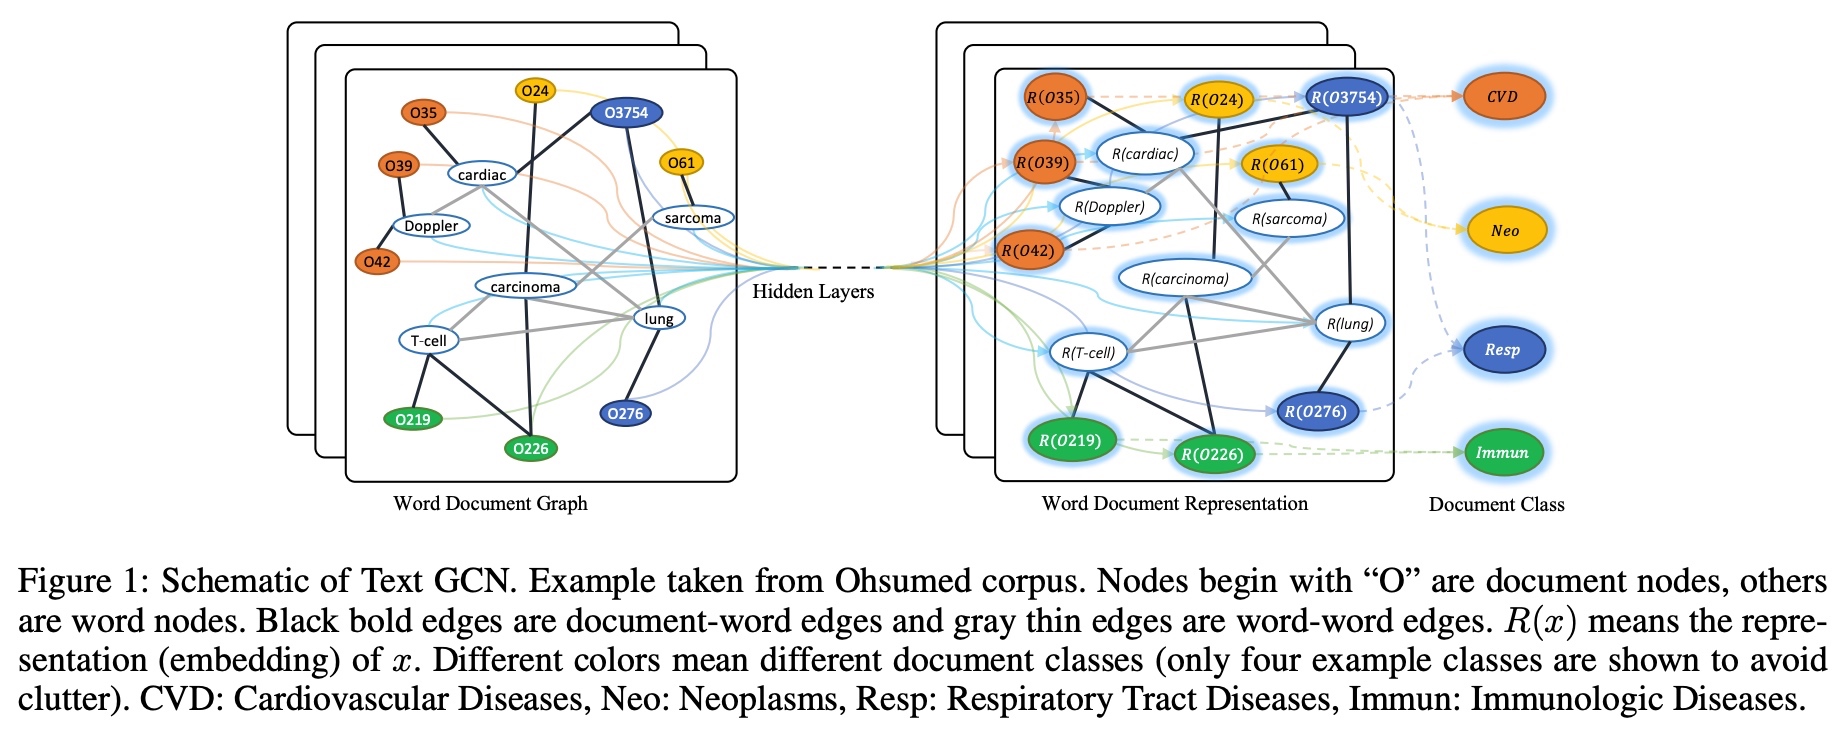 O24
O35
O3754
O39
O61
cardiac
Doppler
sarcoma
O42
carcinoma
lung
T-cell
O219
O276
O226
Word Document Graph
Hidden Layers
R(O35)
R(O24)
R(O3754)
R(O39)
R(cardiac)
R(O61)
R(Doppler)
R(sarcoma)
R(O42)
R(carcinoma)
R(lung)
R(T-cell)
R(O276)
R(O219)
R(O226)
Word Document Representation
CVD
Neo
Resp
Immun
Document Class
Figure 1: Schematic of Text GCN. Example taken from Ohsumed corpus. Nodes begin with “O” are document nodes, others
are word nodes. Black bold edges are document-word edges and gray thin edges are word-word edges. R(x) means the repre-
sentation (embedding) of x. Different colors mean different document classes (only four example classes are shown to avoid
clutter). CVD: Cardiovascular Diseases, Neo: Neoplasms, Resp: Respiratory Tract Diseases, Immun: Immunologic Diseases.